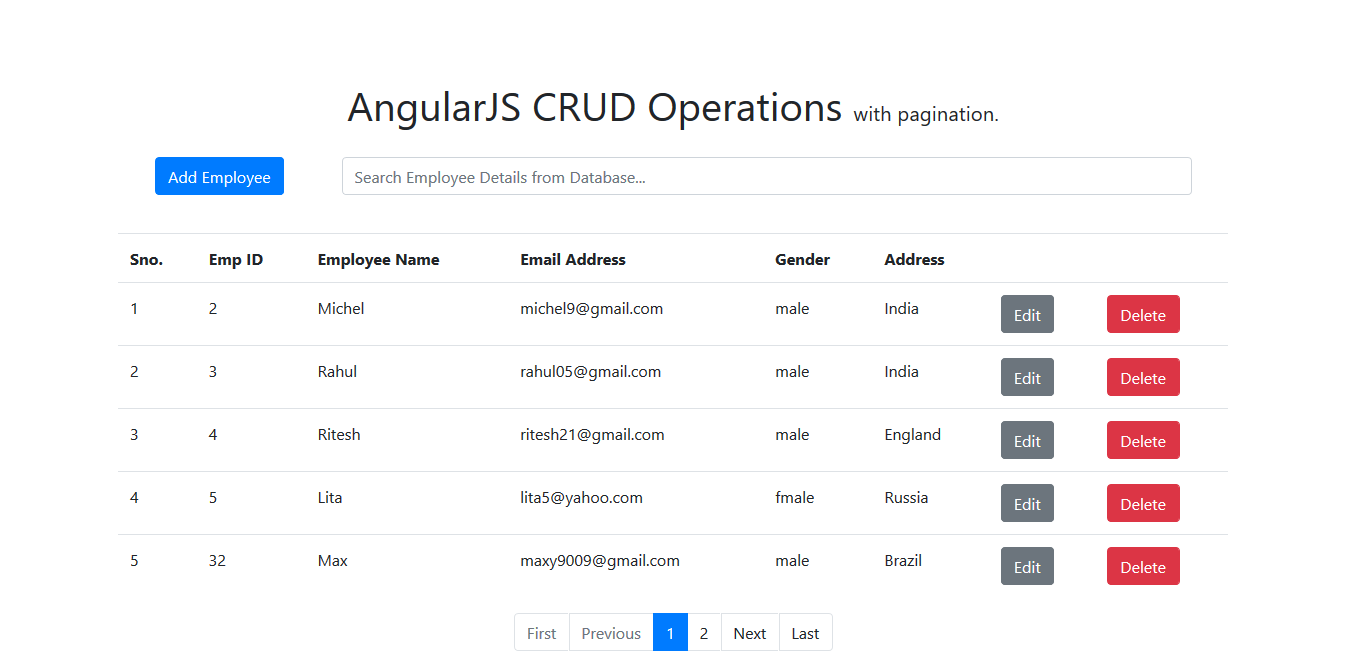 AngularJS CRUD Operations with pagination.
Add Employee Search Employee Details from Database...
Sno. Emp ID Employee Name Email Address Gender Address
1 2 Michel michel9@gmail.com male India Edit Delete
2 3 Rahul rahul05@gmail.com male India Edit Delete
3 4 Ritesh ritesh21@gmail.com male England Edit Delete
4 5 Lita lita5@yahoo.com fmale Russia Edit Delete
5 32 Max maxy9009@gmail.com male Brazil Edit Delete
First Previous 1 2 Next Last